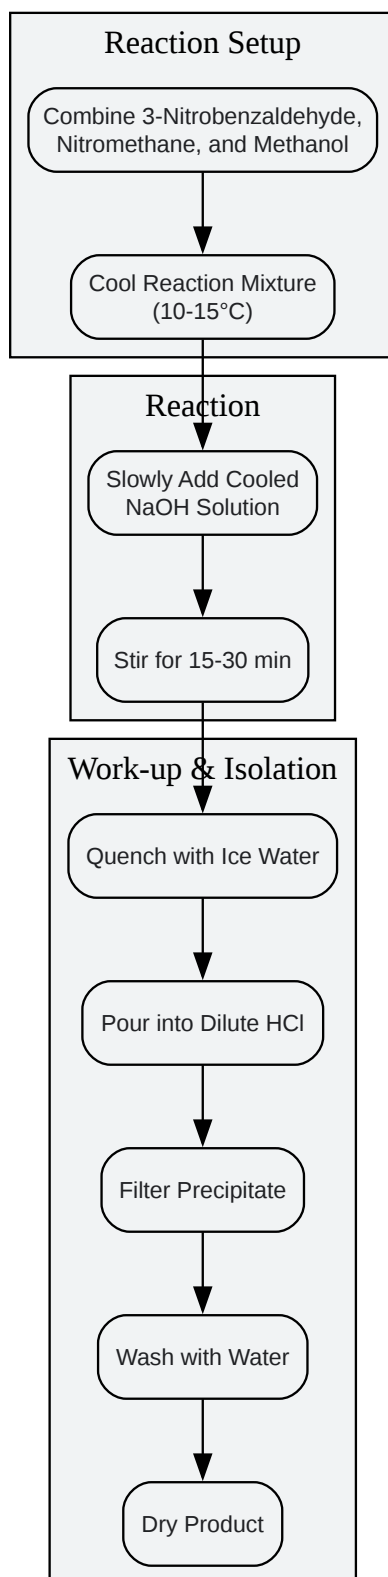 Reaction Setup
Combine 3-Nitrobenzaldehyde,
Nitromethane, and Methanol
Cool Reaction Mixture
(10-15°C)
Reaction
Slowly Add Cooled
NaOH Solution
Stir for 15-30 min
Work-up & Isolation
Quench with Ice Water
Pour into Dilute HCl
Filter Precipitate
Wash with Water
Dry Product